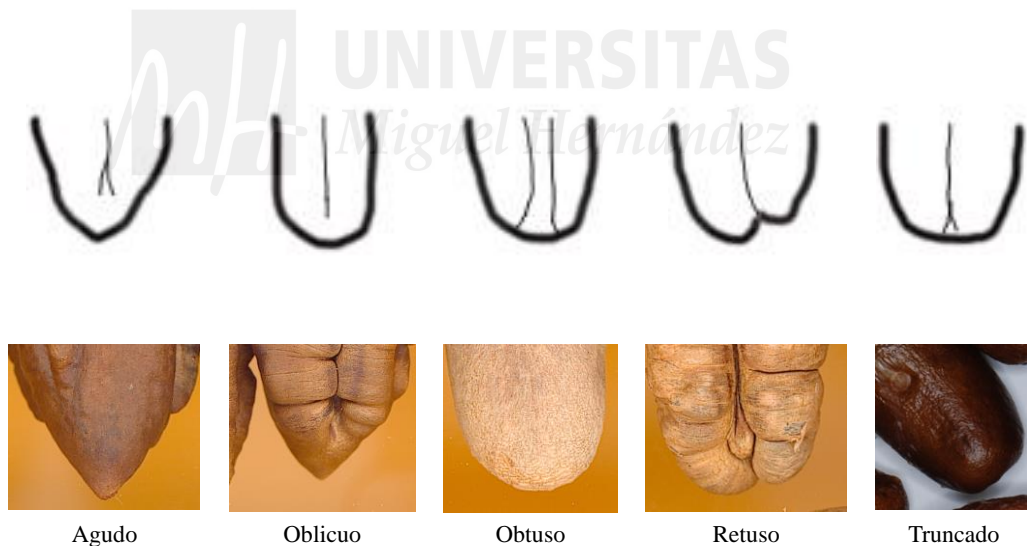 UNIVERSITAS
Miguel Hernández
Agudo
Oblicuo
Obtuso
Retuso
Truncado